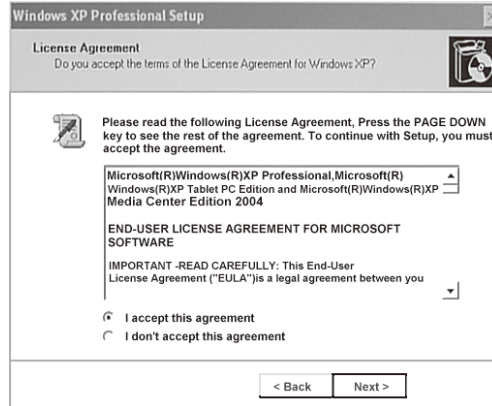 Windows XP Professional Setup
License Agreement
Do you accept the terms of the License Agreement for Windows XP?
Please read the following License Agreement, Press the PAGE DOWN
key to see the rest of the agreement. To continue with Setup, you must
accept the agreement.
Microsoft(R)Windows(R)XP Professional,Microsoft(R)
Windows(R)XP Tablet PC Edition and Microsoft(R)Windows(R)XP
Media Center Edition 2004
END-USER LICENSE AGREEMENT FOR MICROSOFT
SOFTWARE
IMPORTANT -READ CAREFULLY: This End-User
License Agreement ("EULA")is a legal agreement between you
I accept this agreement
I don't accept this agreement
< Back
Next >